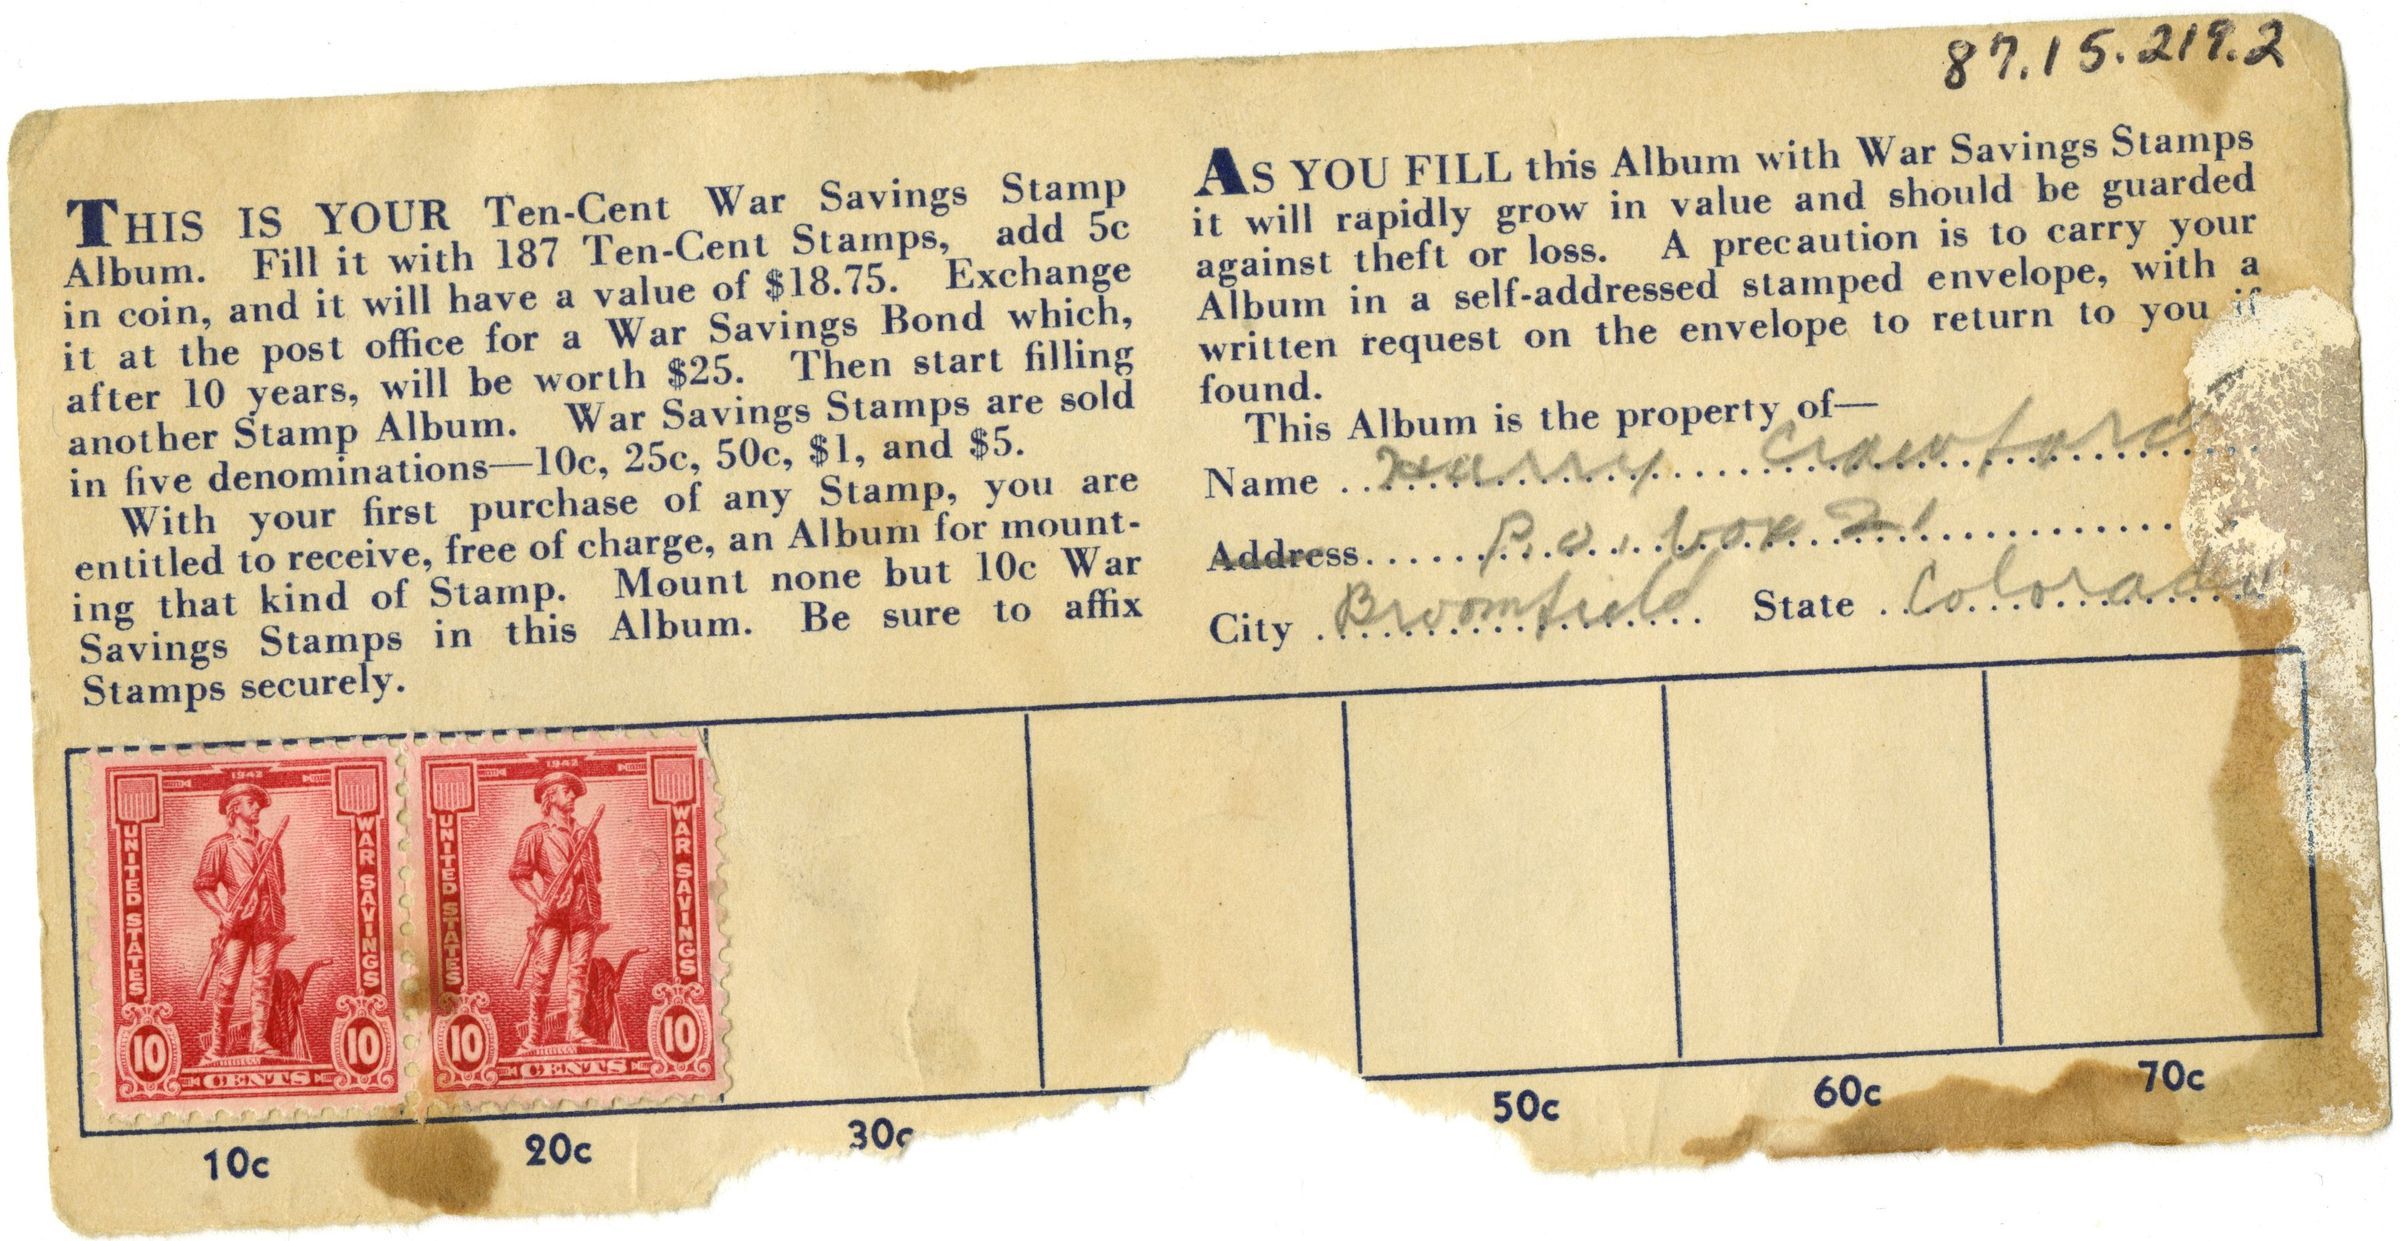 87.15.219.2
THIS IS YOUR Ten-Cent War Savings Stamp
Album. Fill it with 187 Ten-Cent Stamps, add 5c
in coin, and it will have a value of $18.75. Exchange
it at the post office for a War Savings Bond which,
after 10 years, will be worth $25. Then start filling
another Stamp Album. War Savings Stamps are sold
in five denominations—10c, 25c, 50c, $1, and $5.
With your first purchase of any Stamp, you are
entitled to receive, free of charge, an Album for mount-
ing that kind of Stamp. Mount none but 10c War
Savings Stamps in this Album. Be sure to affix
Stamps securely.
AS YOU FILL this Album with War Savings Stamps
it will rapidly grow in value and should be guarded
against theft or loss. A precaution is to carry your
Album in a self-addressed stamped envelope, with a
written request on the envelope to return to you if
found.
This Album is the property of—
Name Harry Crawford
Address P.O. box 21
City Broomfield State Colorado
1942
UNITED STATES
WAR SAVINGS
10 10
CENTS
1942
UNITED STATES
WAR SAVINGS
10 10
CENTS
10c 20c 30c 50c 60c 70c